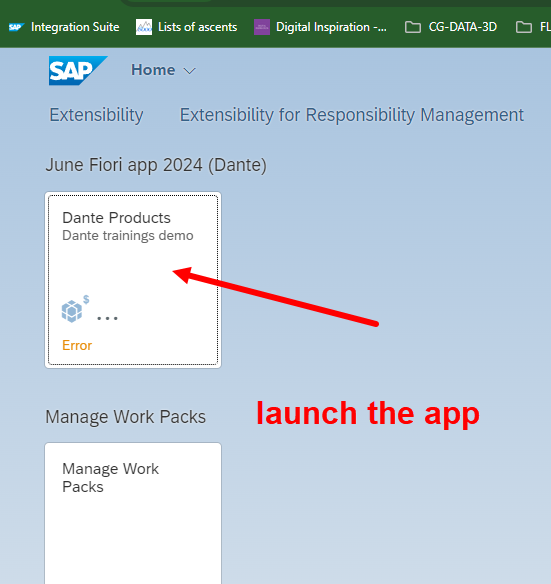 SAP Integration Suite
Lists of ascents
Digital Inspiration -...
CG-DATA-3D
FL
SAP
Home
Extensibility
Extensibility for Responsibility Management
June Fiori app 2024 (Dante)
Dante Products
Dante trainings demo
$
...
Error
launch the app
Manage Work Packs
Manage Work
Packs